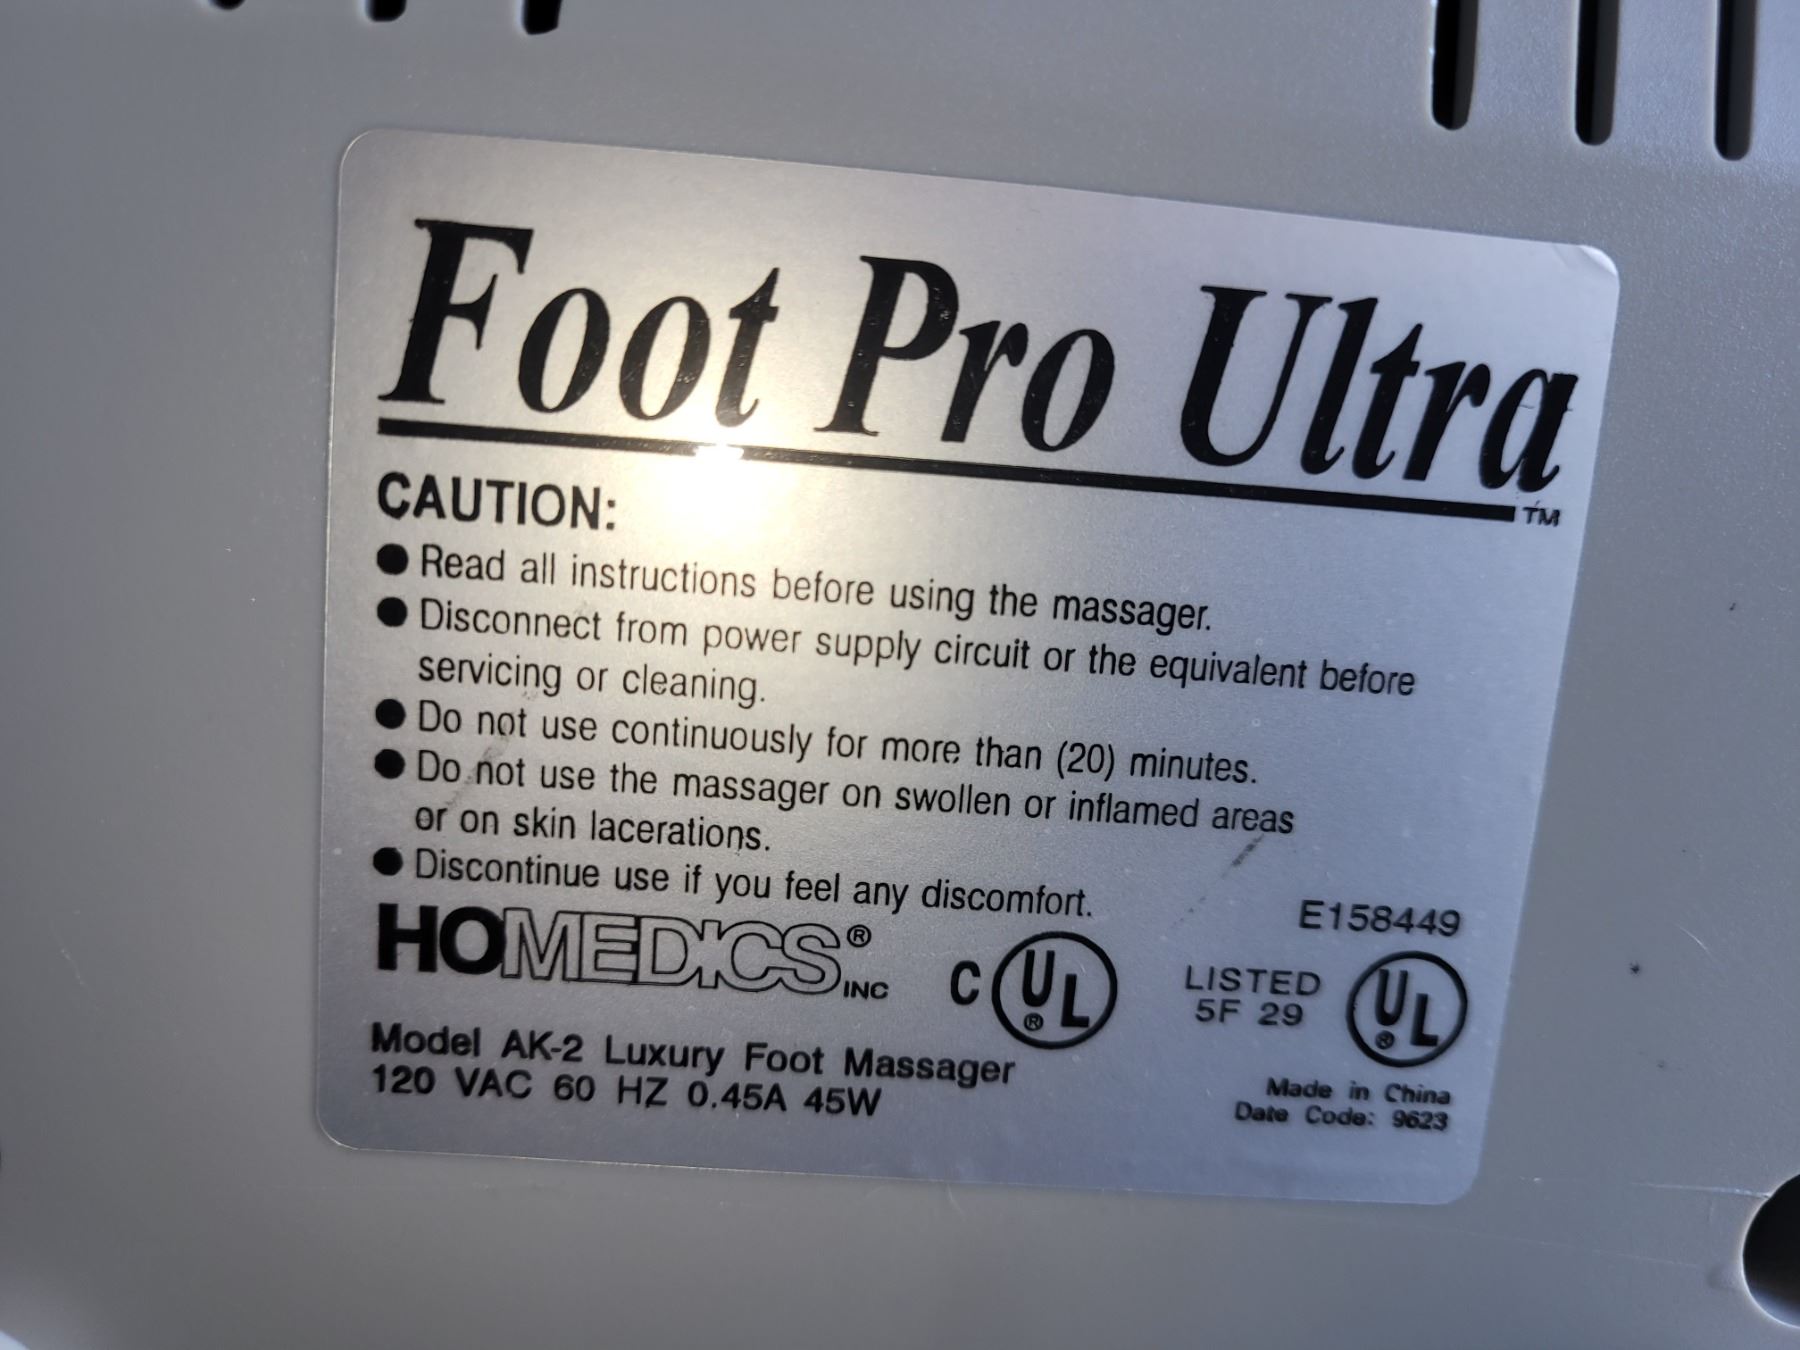 Foot Pro Ultra™
CAUTION:
● Read all instructions before using the massager.
● Disconnect from power supply circuit or the equivalent before
servicing or cleaning.
● Do not use continuously for more than (20) minutes.
● Do not use the massager on swollen or inflamed areas
or on skin lacerations.
● Discontinue use if you feel any discomfort.
HOMEDICS® INC
C UL®
E158449
LISTED
5F 29
UL®
Model AK-2 Luxury Foot Massager
120 VAC 60 HZ 0.45A 45W
Made in China
Date Code: 9623